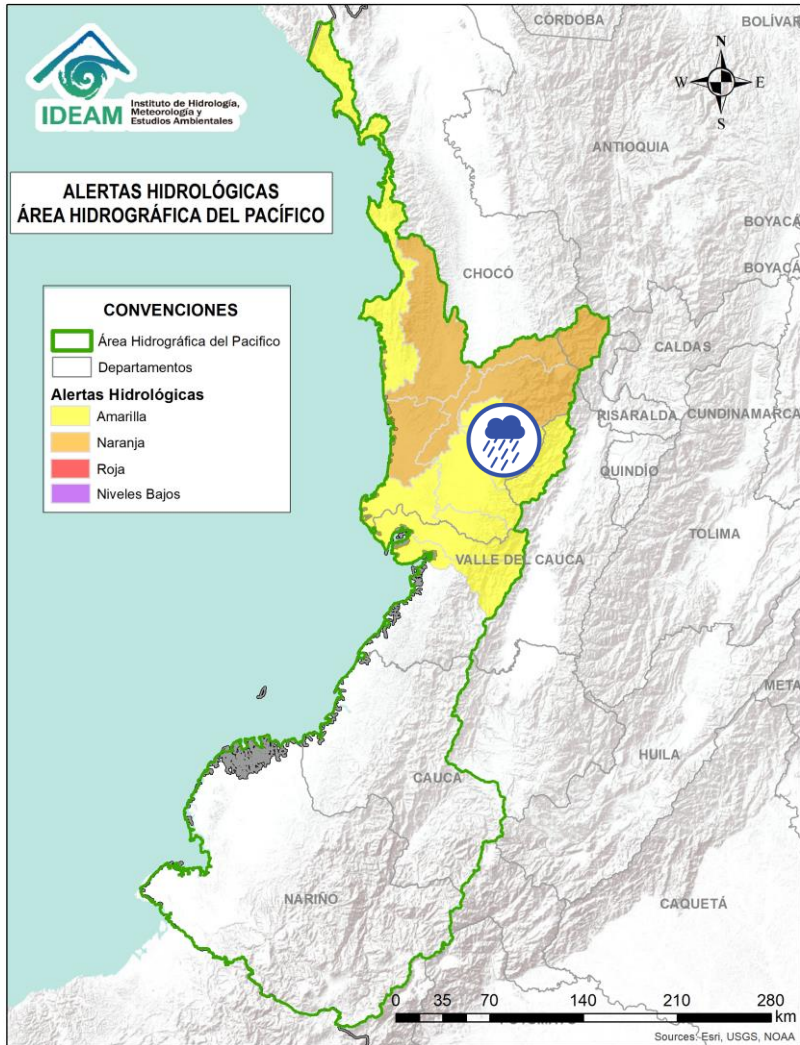 CÓRDOBA
BOLÍVAR
N
W
E
S
IDEAM
Instituto de Hidrología,
Meteorología y
Estudios Ambientales
ANTIOQUIA
ALERTAS HIDROLÓGICAS
ÁREA HIDROGRÁFICA DEL PACÍFICO
BOYACÁ
BOYACÁ
CHOCÓ
CONVENCIONES
Área Hidrográfica del Pacifico
Departamentos
Alertas Hidrológicas
Amarilla
Naranja
Roja
Niveles Bajos
CALDAS
RISARALDA
CUNDINAMARCA
QUINDÍO
TOLIMA
VALLE DEL CAUCA
META
HUILA
CAUCA
NARIÑO
CAQUETÁ
0 35 70 140 210 280
km
Sources: Esri, USGS, NOAA